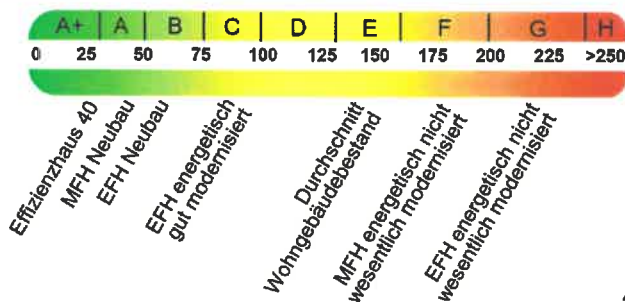 A+ A B C D E F G H
0 25 50 75 100 125 150 175 200 225 >250
Effizienzhaus 40
MFH Neubau
EFH Neubau
EFH energetisch
gut modernisiert
Durchschnitt
Wohngebäudebestand
MFH energetisch nicht
wesentlich modernisiert
EFH energetisch nicht
wesentlich modernisiert